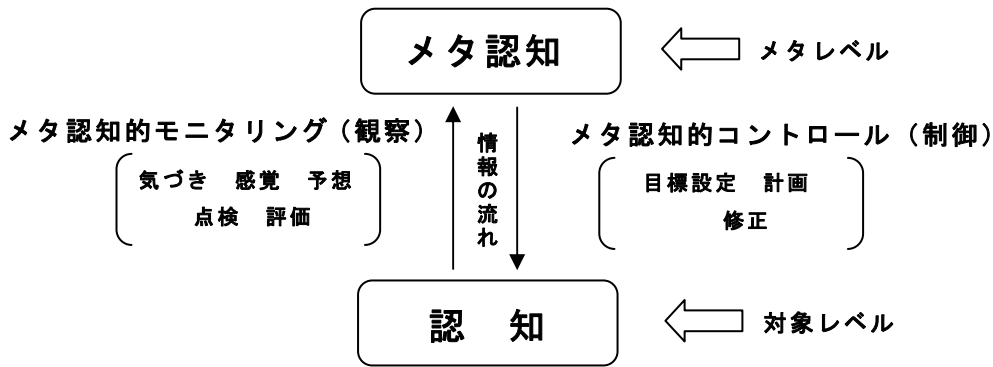 メタ認知
メタレベル
メタ認知的モニタリング（観察）
気づき　感覚　予想
点検　評価
情報の流れ
メタ認知的コントロール（制御）
目標設定　計画
修正
認　知
対象レベル